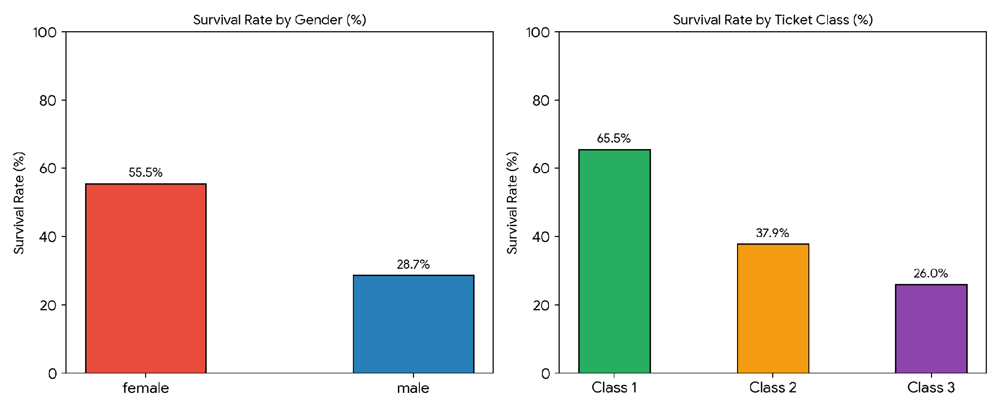 Survival Rate by Gender (%)
Survival Rate (%)
100
80
60
40
20
0
55.5%
28.7%
female
male
Survival Rate by Ticket Class (%)
Survival Rate (%)
100
80
60
40
20
0
65.5%
37.9%
26.0%
Class 1
Class 2
Class 3